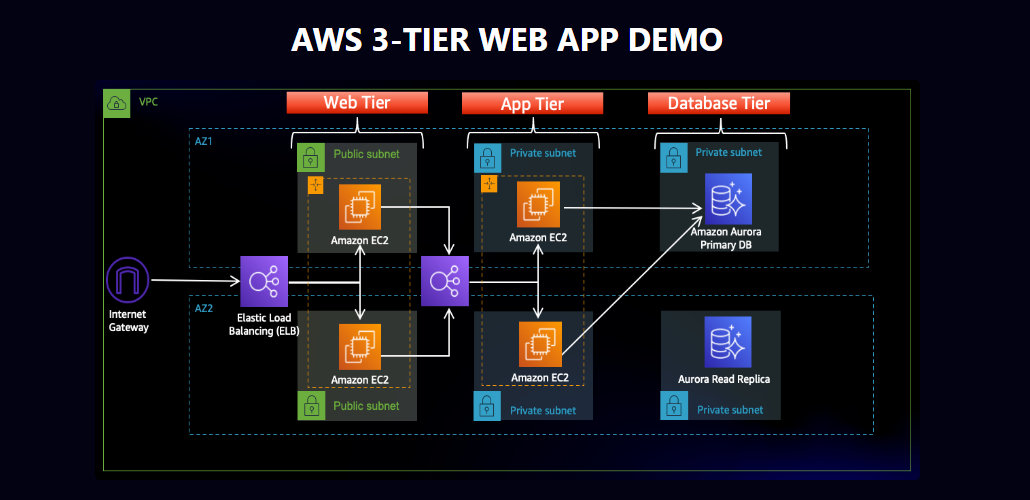 AWS 3-TIER WEB APP DEMO
VPC
Web Tier
App Tier
Database Tier
AZ1
Public subnet
Private subnet
Private subnet
Amazon EC2
Amazon EC2
Amazon Aurora
Primary DB
Internet
Gateway
Elastic Load
Balancing (ELB)
AZ2
Amazon EC2
Amazon EC2
Aurora Read Replica
Public subnet
Private subnet
Private subnet